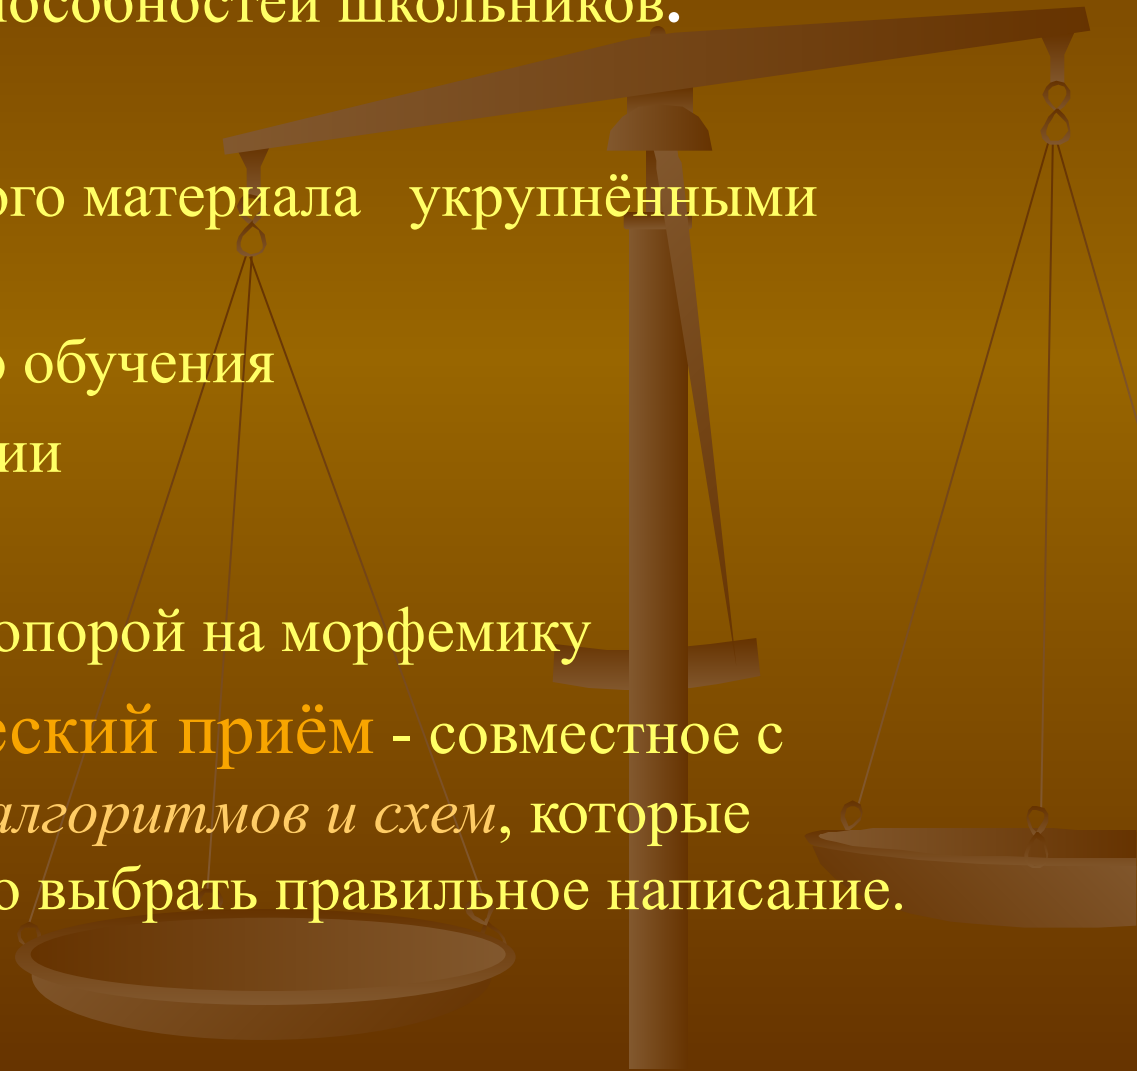 пособностей школьников.
ого материала   укрупнёнными
о обучения
ии
опорой на морфемику
еский приём - совместное с
алгоритмов и схем, которые
о выбрать правильное написание.